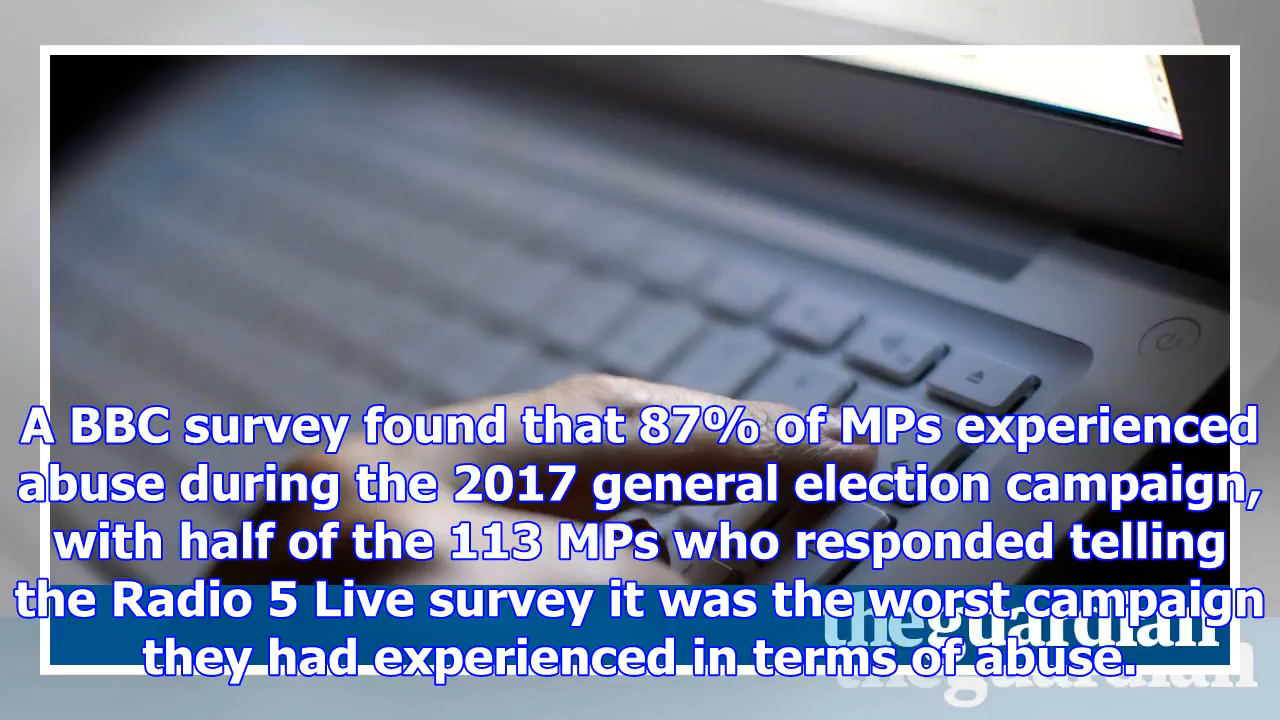 A BBC survey found that 87% of MPs experienced
abuse during the 2017 general election campaign,
with half of the 113 MPs who responded telling
the Radio 5 Live survey it was the worst campaign
they had experienced in terms of abuse.
theguardian
theguardian